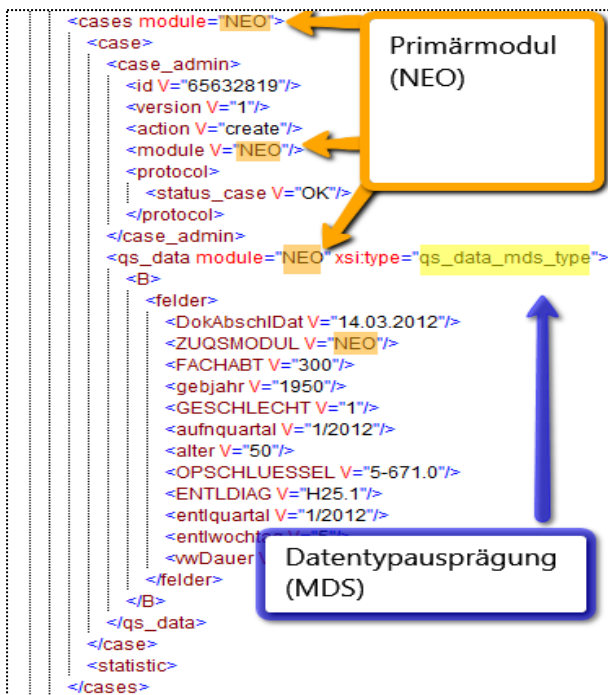 <cases module="NEO">
<case>
<case_admin>
<id V="65632819"/>
<version V="1"/>
<action V="create"/>
<module V="NEO"/>
<protocol>
<status_case V="OK"/>
</protocol>
</case_admin>
<qs_data module="NEO" xsi:type="qs_data_mds_type">
<B>
<felder>
<DokAbschlDat V="14.03.2012"/>
<ZUQSMODUL V="NEO"/>
<FACHABT V="300"/>
<gebjahr V="1950"/>
<GESCHLECHT V="1"/>
<aufnquartal V="1/2012"/>
<alter V="50"/>
<OPSCHLUESSEL V="5-671.0"/>
<ENTLDIAG V="H25.1"/>
<entlquartal V="1/2012"/>
<entlwochtag
<vwDauer
</felder>
</B>
</qs_data>
</case>
<statistic>
</cases>
Primärmodul
(NEO)
Datentypausprägung
(MDS)